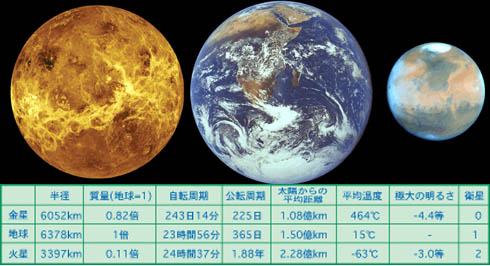 半径 質量(地球=1) 自転周期 公転周期 太陽からの平均距離 平均温度 極大の明るさ 衛星
金星 6052km 0.82倍 243日14分 225日 1.08億km 464℃ -4.4等 0
地球 6378km 1倍 23時間56分 365日 1.50億km 15℃ - 1
火星 3397km 0.11倍 24時間37分 1.88年 2.28億km -63℃ -3.0等 2